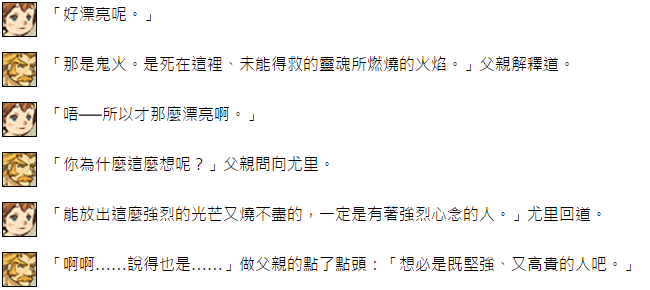 「好漂亮呢。」
「那是鬼火。是死在這裡、未能得救的靈魂所燃燒的火焰。」父親解釋道。
「唔──所以才那麼漂亮啊。」
「你為什麼這麼想呢？」父親問向尤里。
「能放出這麼強烈的光芒又燒不盡的，一定是有著強烈心念的人。」尤里回道。
「啊啊……說得也是……」做父親的點了點頭：「想必是既堅強、又高貴的人吧。」